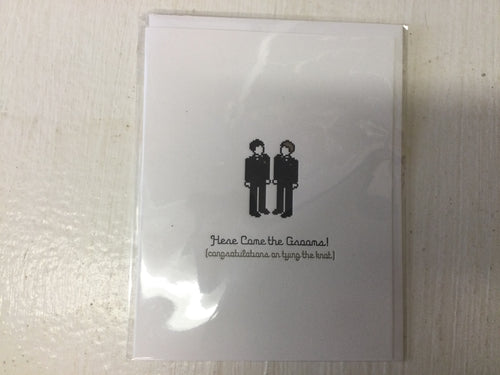 Here Come the Grooms!
[congratulations on tying the knot]